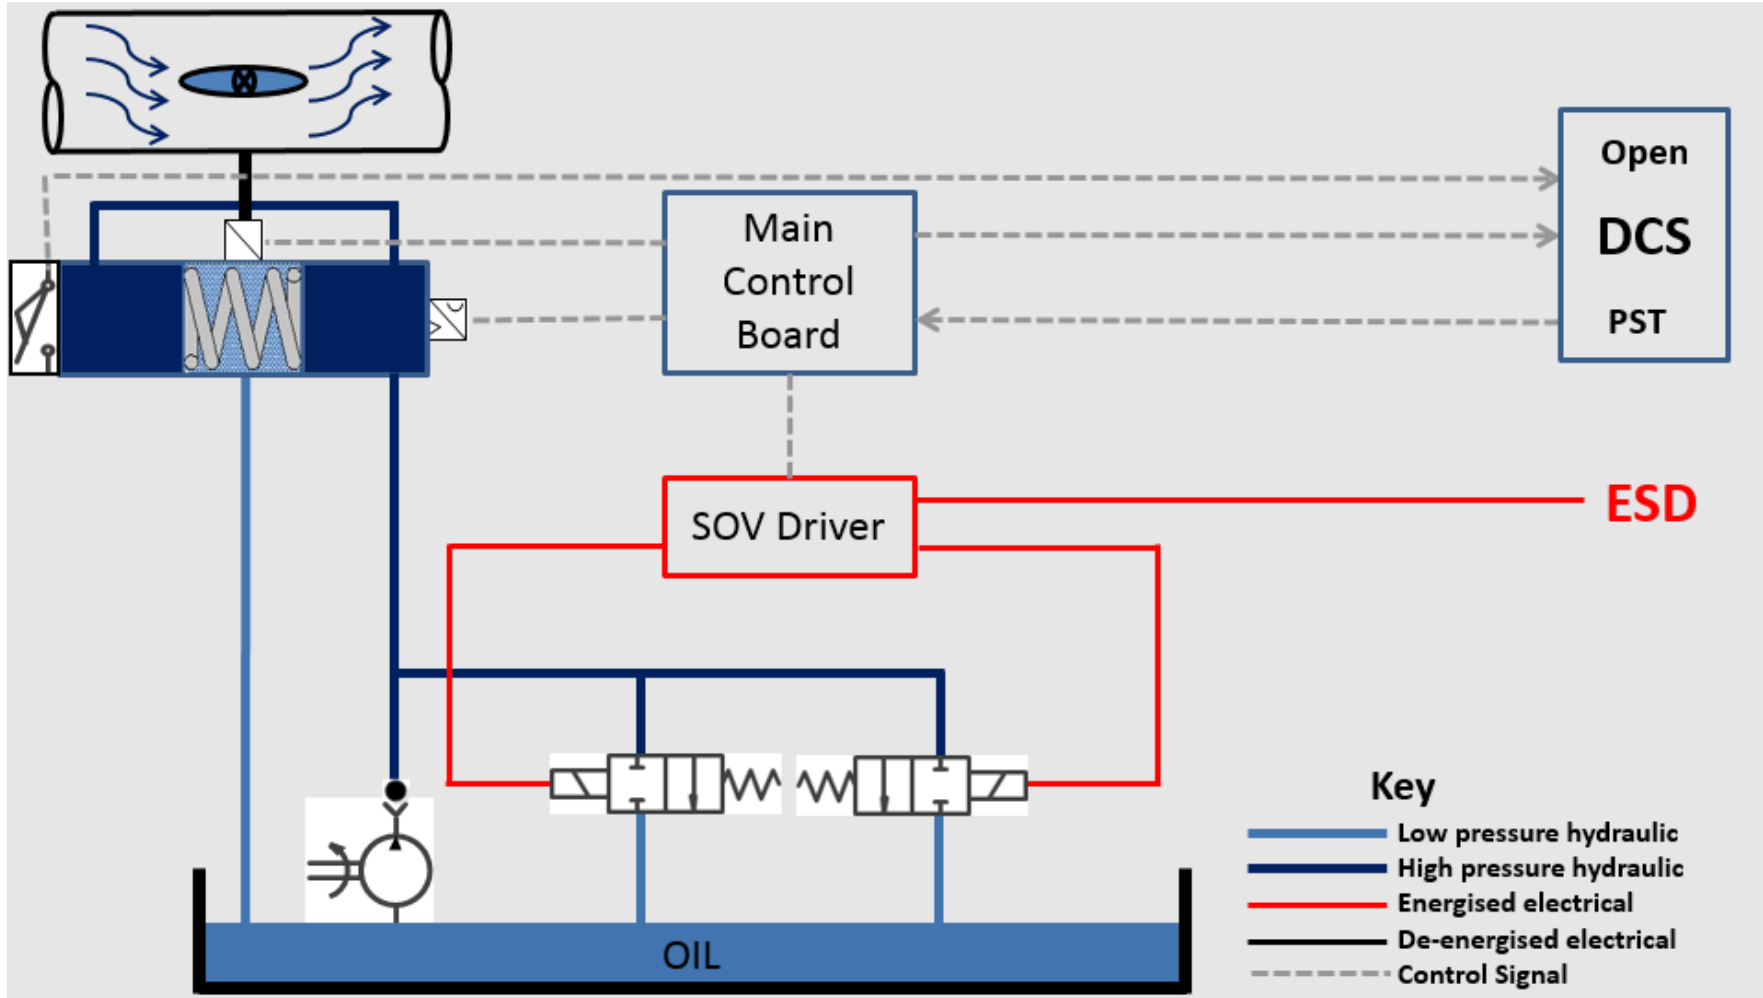 Open
DCS
PST
Main
Control
Board
SOV Driver
ESD
OIL
Key
Low pressure hydraulic
High pressure hydraulic
Energised electrical
De-energised electrical
Control Signal